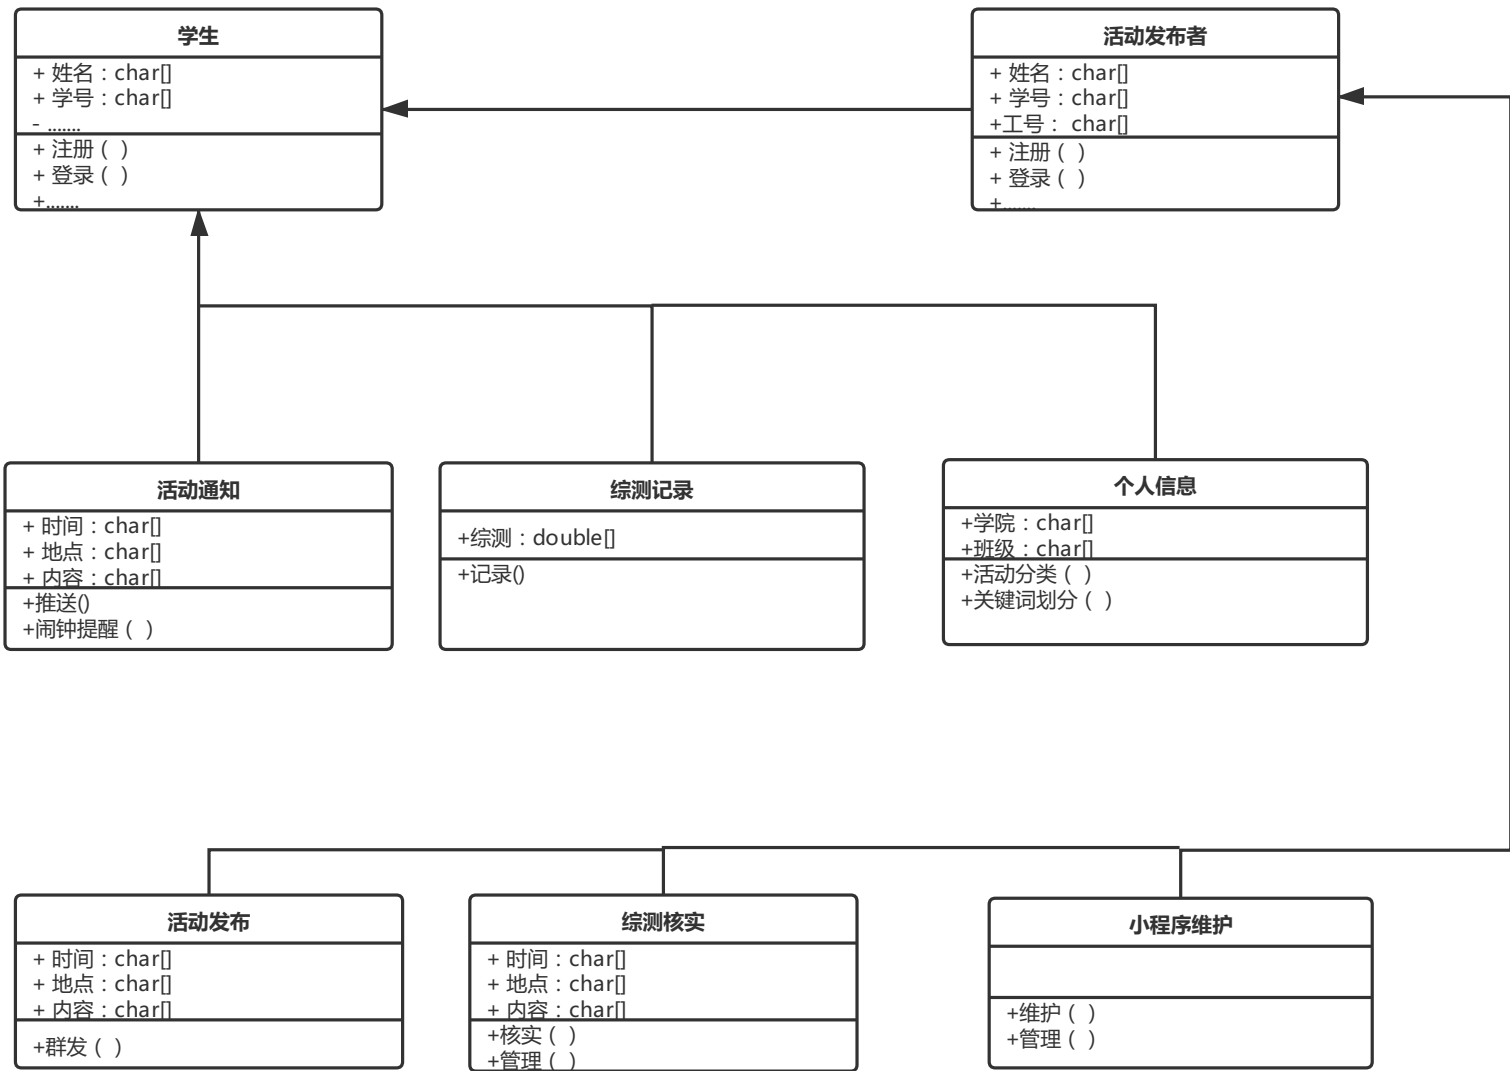 学生
+ 姓名：char[]
+ 学号：char[]
- .......
+ 注册（ ）
+ 登录（ ）
+.......
活动发布者
+ 姓名：char[]
+ 学号：char[]
+工号： char[]
+ 注册（ ）
+ 登录（ ）
+.......
活动通知
+ 时间：char[]
+ 地点：char[]
+ 内容：char[]
+推送()
+闹钟提醒（ ）
综测记录
+综测：double[]
+记录()
个人信息
+学院：char[]
+班级：char[]
+活动分类（ ）
+关键词划分（ ）
活动发布
+ 时间：char[]
+ 地点：char[]
+ 内容：char[]
+群发（ ）
综测核实
+ 时间：char[]
+ 地点：char[]
+ 内容：char[]
+核实（ ）
+管理（ ）
小程序维护
+维护（ ）
+管理（ ）